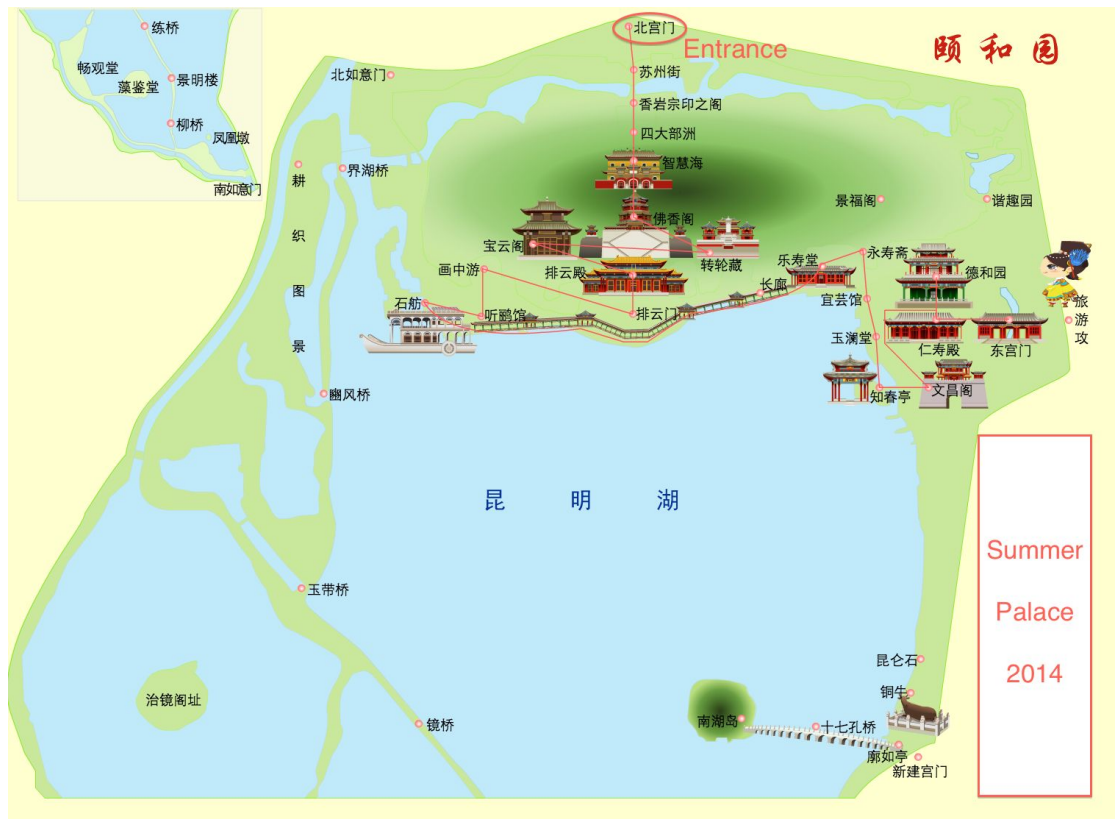 练桥
畅观堂
景明楼
藻鉴堂
柳桥
凤凰墩
南如意门
北宫门
Entrance
颐和园
北如意门
苏州街
香岩宗印之阁
四大部洲
智慧海
界湖桥
耕织图景
景福阁
谐趣园
佛香阁
宝云阁
转轮藏
画中游
排云殿
乐寿堂
永寿斋
德和园
长廊
宜芸馆
石舫
听鹂馆
排云门
玉澜堂
仁寿殿
东宫门
旅游攻
豳风桥
知春亭
文昌阁
昆明湖
Summer
Palace
2014
玉带桥
治镜阁址
镜桥
昆仑石
铜牛
南湖岛
十七孔桥
廓如亭
新建宫门